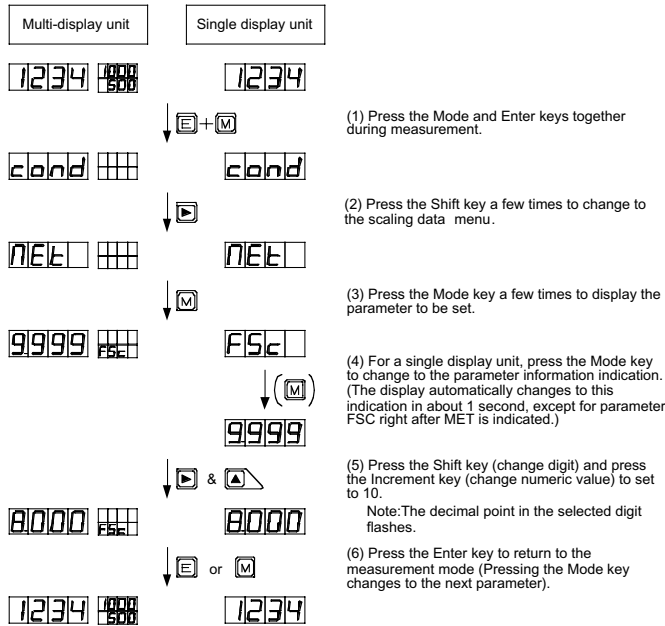 Multi-display unit Single display unit
1234 1000 1234
500
E + M (1) Press the Mode and Enter keys together
during measurement.
cond cond
(2) Press the Shift key a few times to change to
the scaling data menu.
MEt MEt
M (3) Press the Mode key a few times to display the
parameter to be set.
9.999 FSc FSc
(4) For a single display unit, press the Mode key
(M) to change to the parameter information indication.
(The display automatically changes to this
indication in about 1 second, except for parameter
9.999 FSC right after MET is indicated.)
& (5) Press the Shift key (change digit) and press
the Increment key (change numeric value) to set
to 10.
A.000 FSc A.000 Note:The decimal point in the selected digit
flashes.
E or M (6) Press the Enter key to return to the
measurement mode (Pressing the Mode key
changes to the next parameter).
1234 1000 1234
500